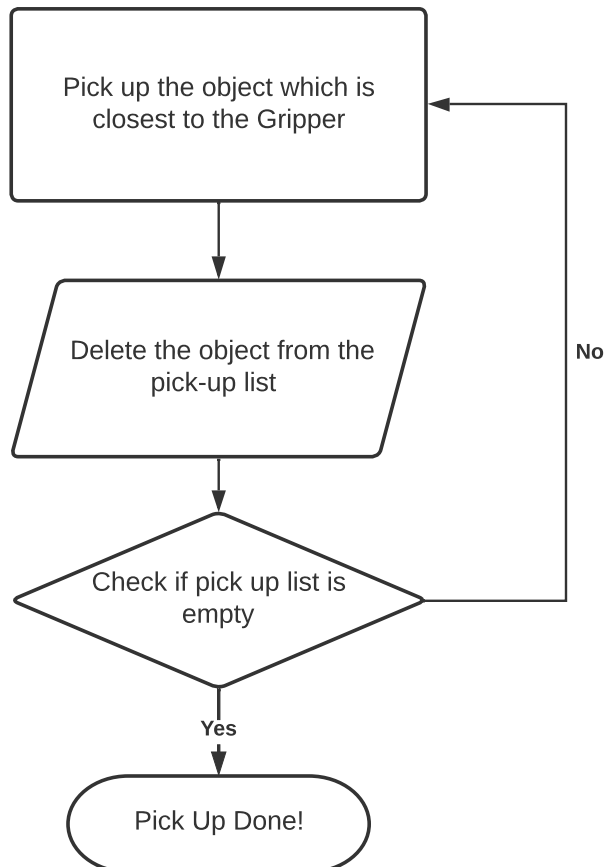 Pick up the object which is
closest to the Gripper
Delete the object from the
pick-up list
No
Check if pick up list is
empty
Yes
Pick Up Done!